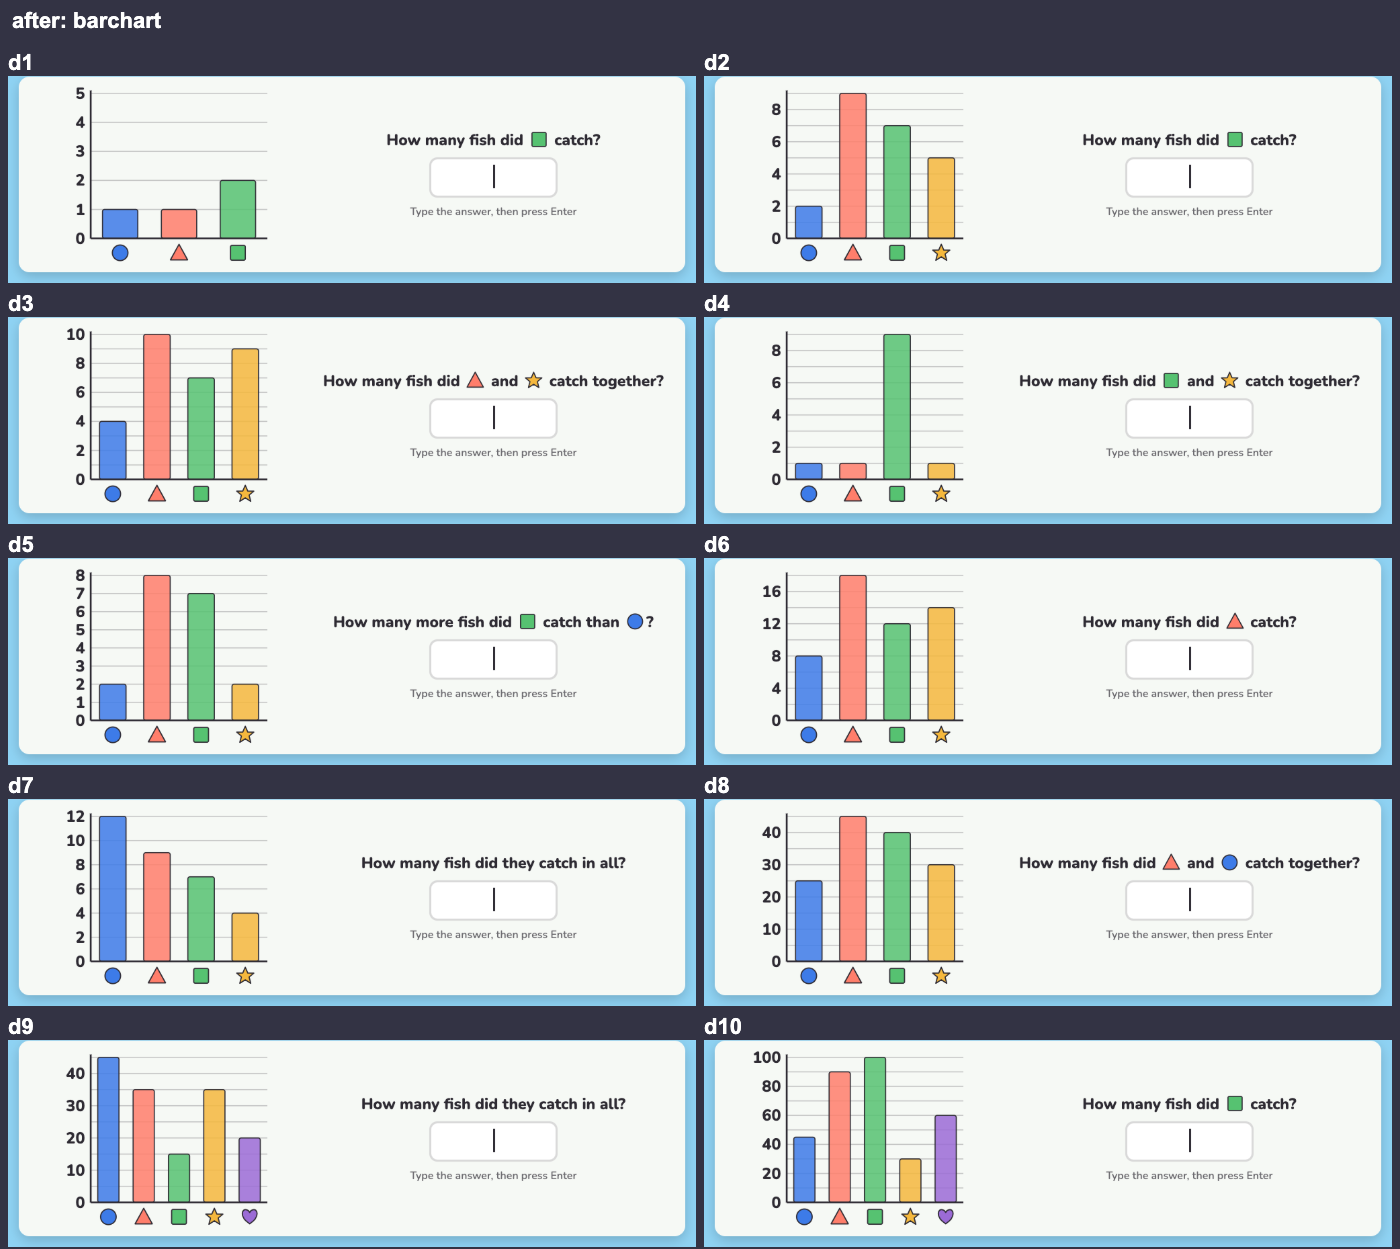 after: barchart
d1
5
4
3
2
1
0
How many fish did catch?
Type the answer, then press Enter
d2
8
6
4
2
0
How many fish did catch?
Type the answer, then press Enter
d3
10
8
6
4
2
0
How many fish did and catch together?
Type the answer, then press Enter
d4
8
6
4
2
0
How many fish did and catch together?
Type the answer, then press Enter
d5
8
7
6
5
4
3
2
1
0
How many more fish did catch than ?
Type the answer, then press Enter
d6
16
12
8
4
0
How many fish did catch?
Type the answer, then press Enter
d7
12
10
8
6
4
2
0
How many fish did they catch in all?
Type the answer, then press Enter
d8
40
30
20
10
0
How many fish did and catch together?
Type the answer, then press Enter
d9
40
30
20
10
0
How many fish did they catch in all?
Type the answer, then press Enter
d10
100
80
60
40
20
0
How many fish did catch?
Type the answer, then press Enter